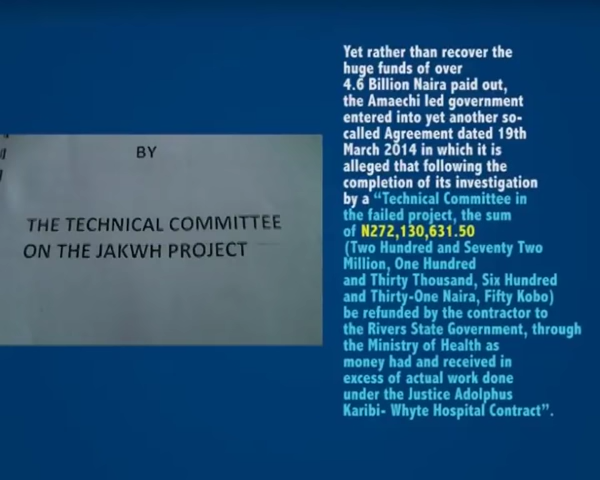 BY
THE TECHNICAL COMMITTEE
ON THE JAKWH PROJECT
Yet rather than recover the
huge funds of over
4.6 Billion Naira paid out,
the Amaechi led government
entered into yet another so-
called Agreement dated 19th
March 2014 in which it is
alleged that following the
completion of its investigation
by a “Technical Committee in
the failed project, the sum
of N272,130,631.50
(Two Hundred and Seventy Two
Million, One Hundred
and Thirty Thousand, Six Hundred
and Thirty-One Naira, Fifty Kobo)
be refunded by the contractor to
the Rivers State Government, through
the Ministry of Health as
money had and received in
excess of actual work done
under the Justice Adolphus
Karibi- Whyte Hospital Contract”.